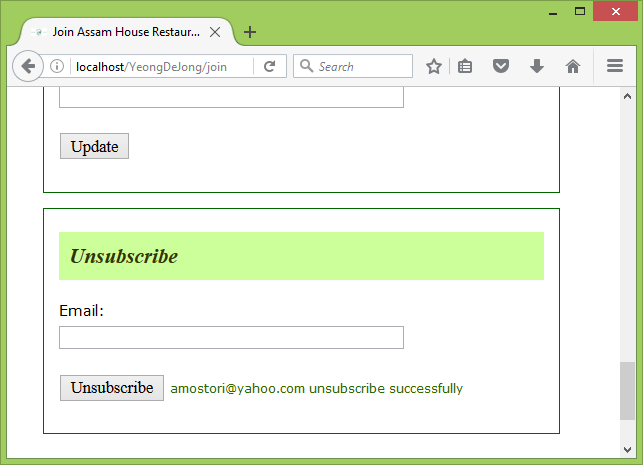 Join Assam House Restaur...
localhost/YeongDeJong/join
Search
Update
Unsubscribe
Email:
Unsubscribe amostori@yahoo.com unsubscribe successfully